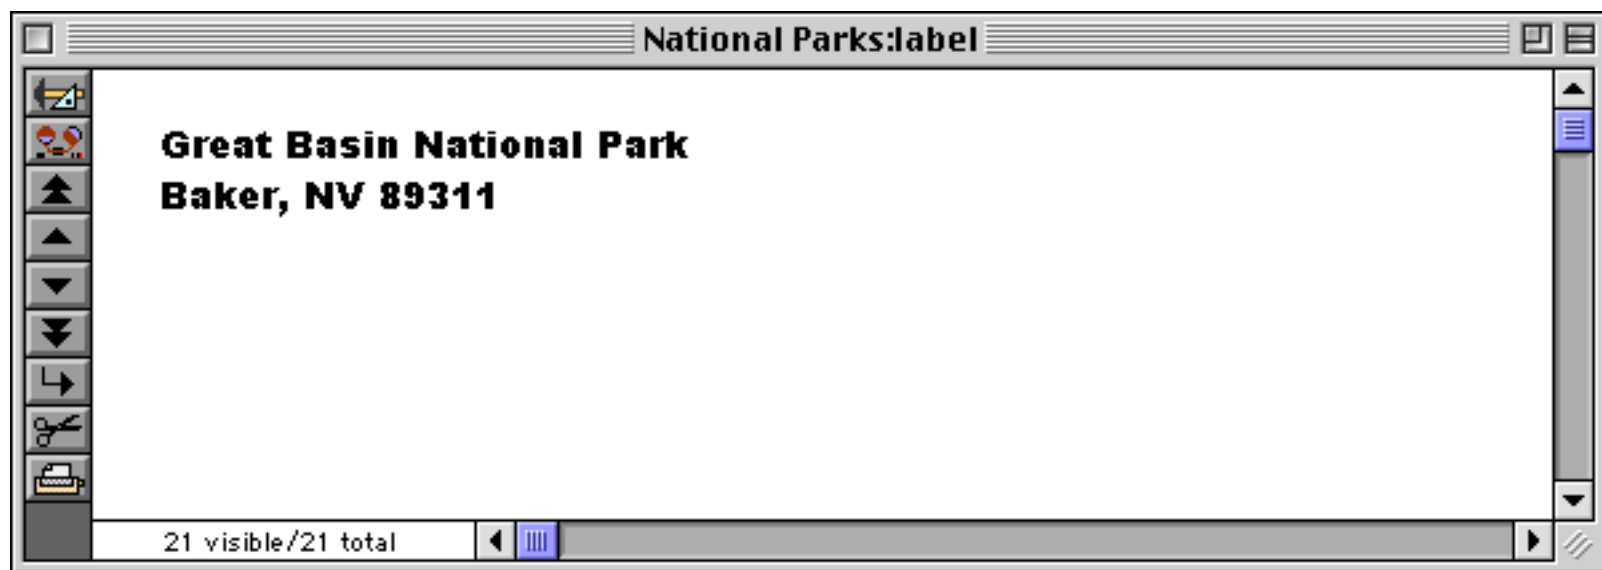 National Parks:label
Great Basin National Park
Baker, NV 89311
21 visible/21 total